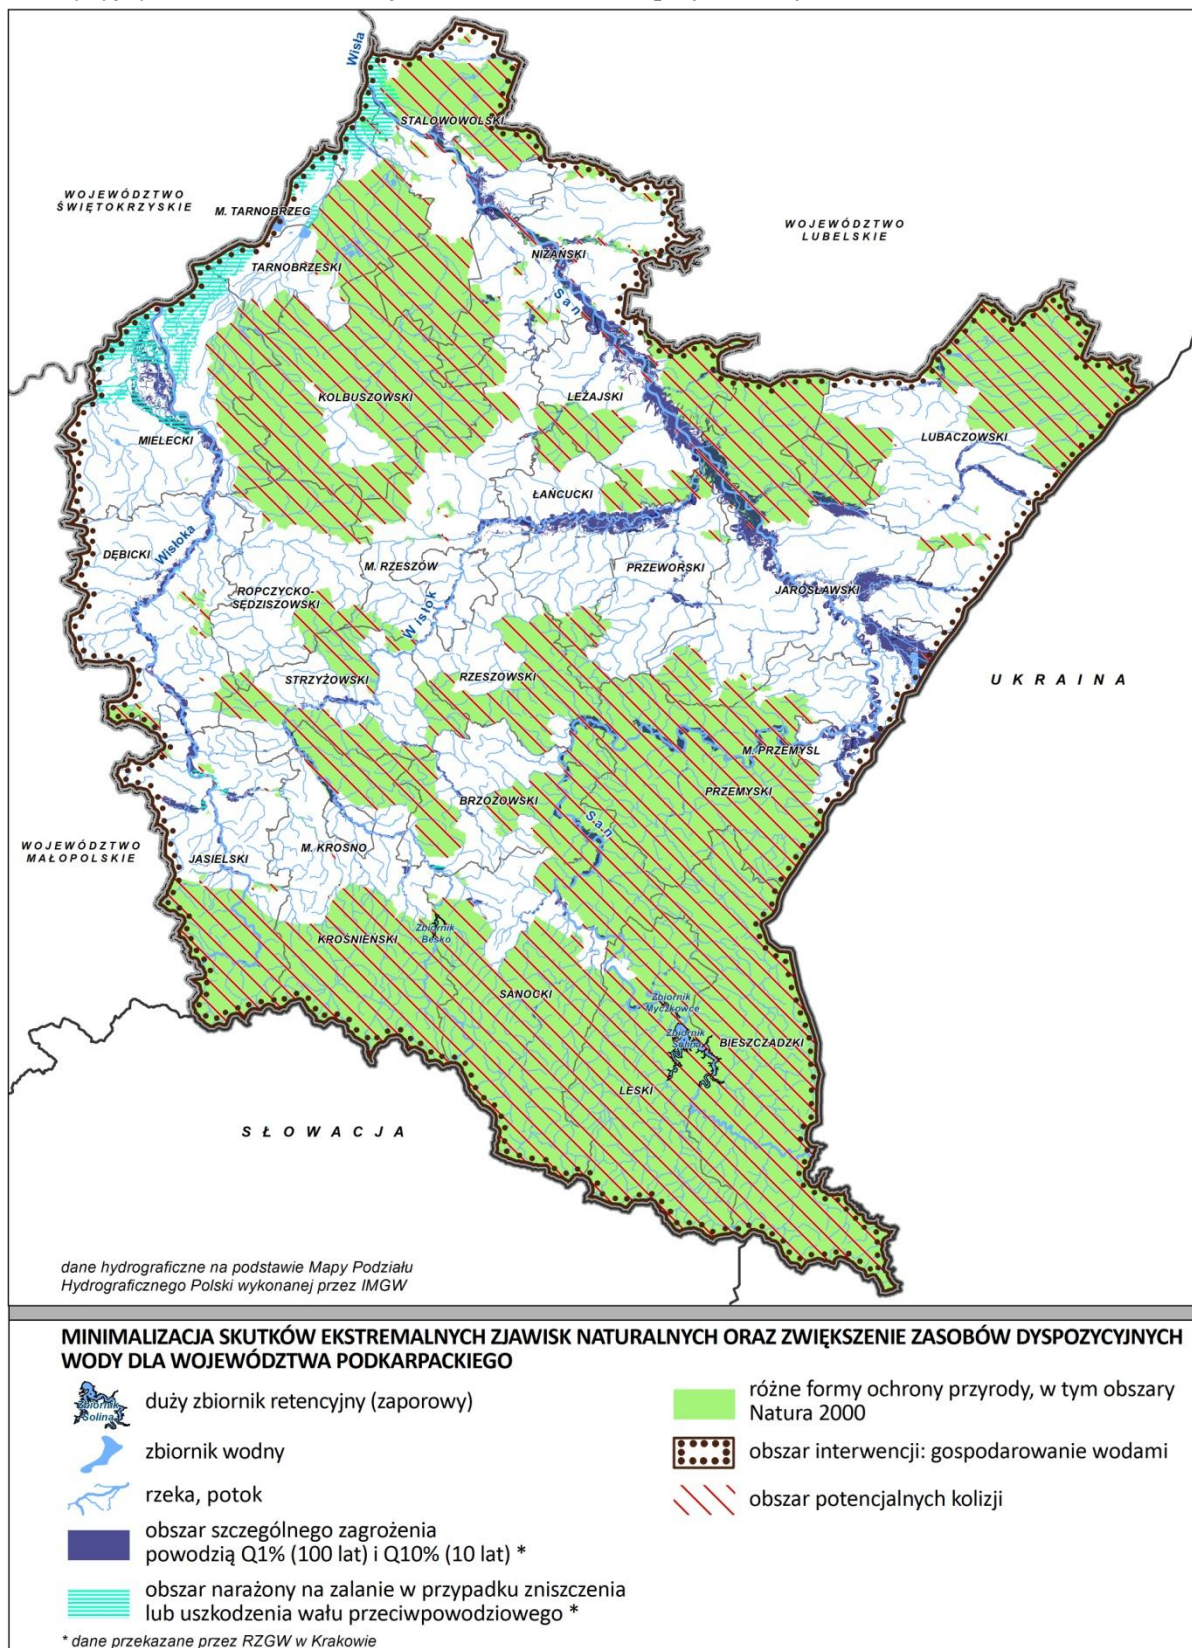 Wisła
STALOWOWOLSKI
WOJEWÓDZTWO
ŚWIĘTOKRZYSKIE
M. TARNOBRZEG
WOJEWÓDZTWO
LUBELSKIE
TARNOBRZESKI
NIŻAŃSKI
San
KOLBUSZOWSKI
LEŻAJSKI
MIELECKI
LUBACZOWSKI
ŁAŃCUCKI
DĘBICKI
Wisłoka
M. RZESZÓW
PRZEWORSKI
ROPCZYCKO-
SĘDZISZOWSKI
JAROSŁAWSKI
Wisłok
STRZYŻOWSKI
RZESZOWSKI
UKRAINA
M. PRZEMYŚL
PRZEMYSKI
BRZOZOWSKI
San
WOJEWÓDZTWO
MAŁOPOLSKIE
JASIELSKI
M. KROSNO
Zbiornik
Besko
KROŚNIEŃSKI
SANOCKI
Zbiornik
Myczkowce
Zbiornik
Solina
BIESZCZADZKI
LESKI
SŁOWACJA
dane hydrograficzne na podstawie Mapy Podziału
Hydrograficznego Polski wykonanej przez IMGW
MINIMALIZACJA SKUTKÓW EKSTREMALNYCH ZJAWISK NATURALNYCH ORAZ ZWIĘKSZENIE ZASOBÓW DYSPOZYCYJNYCH
WODY DLA WOJEWÓDZTWA PODKARPACKIEGO
Zbiornik
Solina
duży zbiornik retencyjny (zaporowy)
zbiornik wodny
rzeka, potok
obszar szczególnego zagrożenia
powodzią Q1% (100 lat) i Q10% (10 lat) *
obszar narażony na zalanie w przypadku zniszczenia
lub uszkodzenia wału przeciwpowodziowego *
* dane przekazane przez RZGW w Krakowie
różne formy ochrony przyrody, w tym obszary
Natura 2000
obszar interwencji: gospodarowanie wodami
obszar potencjalnych kolizji